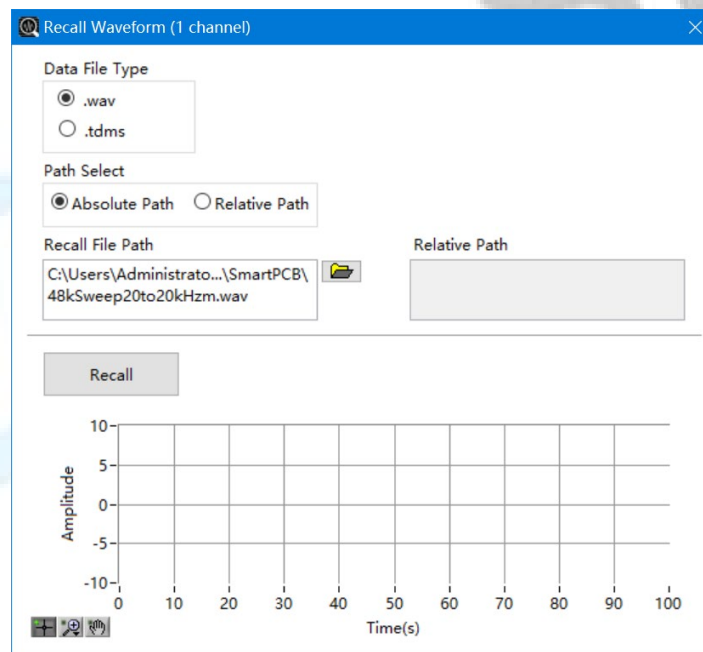 Recall Waveform (1 channel)
Data File Type
.wav
.tdms
Path Select
Absolute Path Relative Path
Recall File Path Relative Path
C:\Users\Administrato...\SmartPCB\
48kSweep20to20kHzm.wav
Recall
Amplitude
10
5
0
-5
-10
0 10 20 30 40 50 60 70 80 90 100
Time(s)